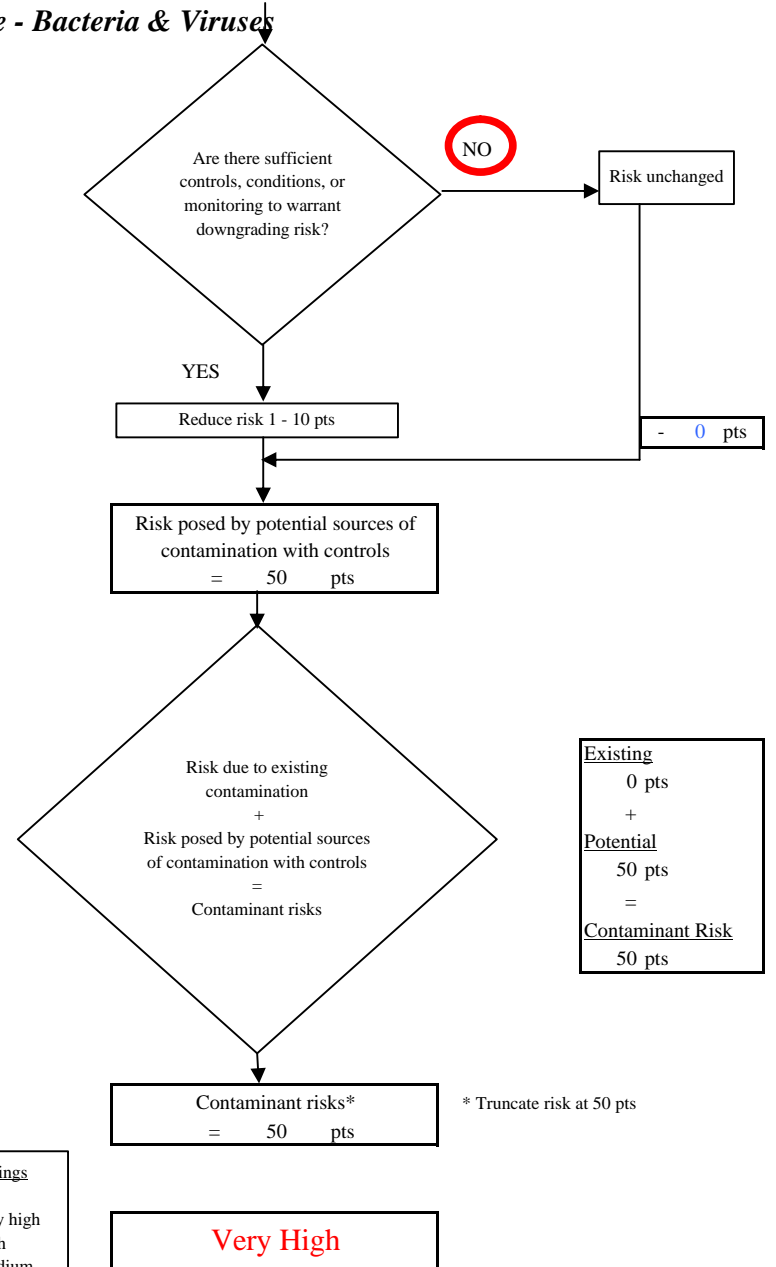 e - Bacteria & Viruses
Are there sufficient
controls, conditions, or
monitoring to warrant
downgrading risk?
NO
Risk unchanged
YES
Reduce risk 1 - 10 pts
- 0 pts
Risk posed by potential sources of
contamination with controls
= 50 pts
Risk due to existing
contamination
+
Risk posed by potential sources
of contamination with controls
=
Contaminant risks
Existing
0 pts
+
Potential
50 pts
=
Contaminant Risk
50 pts
Contaminant risks*
= 50 pts
* Truncate risk at 50 pts
ings
y high
h
dium
Very High